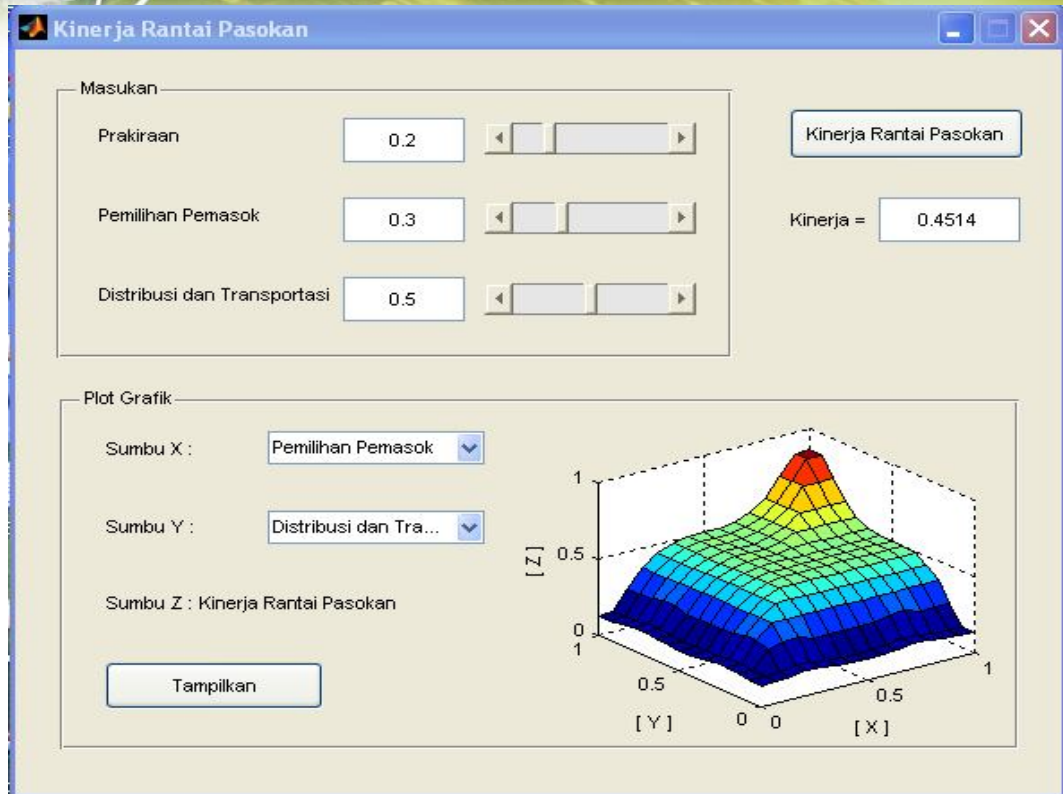 Kinerja Rantai Pasokan
Masukan
Prakiraan
0.2
Pemilihan Pemasok
0.3
Distribusi dan Transportasi
0.5
Kinerja Rantai Pasokan
Kinerja =
0.4514
Plot Grafik
Sumbu X :
Pemilihan Pemasok
Sumbu Y :
Distribusi dan Tra...
Sumbu Z : Kinerja Rantai Pasokan
Tampilkan
1
0.5
0
[ Z ]
1
0.5
0
[ Y ]
0
0.5
1
[ X ]